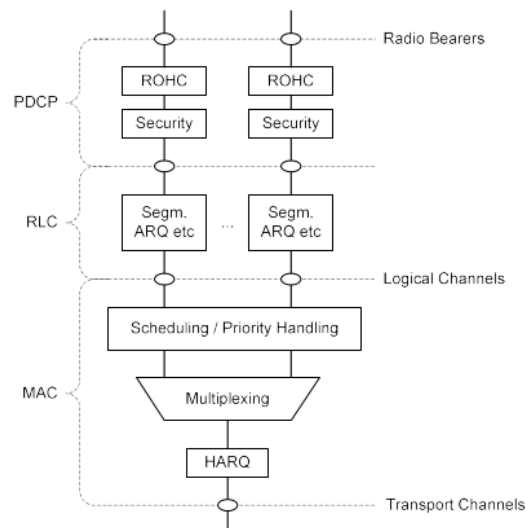 Radio Bearers
ROHC
ROHC
PDCP
Security
Security
Segm.
ARQ etc
...
Segm.
ARQ etc
RLC
Logical Channels
Scheduling / Priority Handling
MAC
Multiplexing
HARQ
Transport Channels